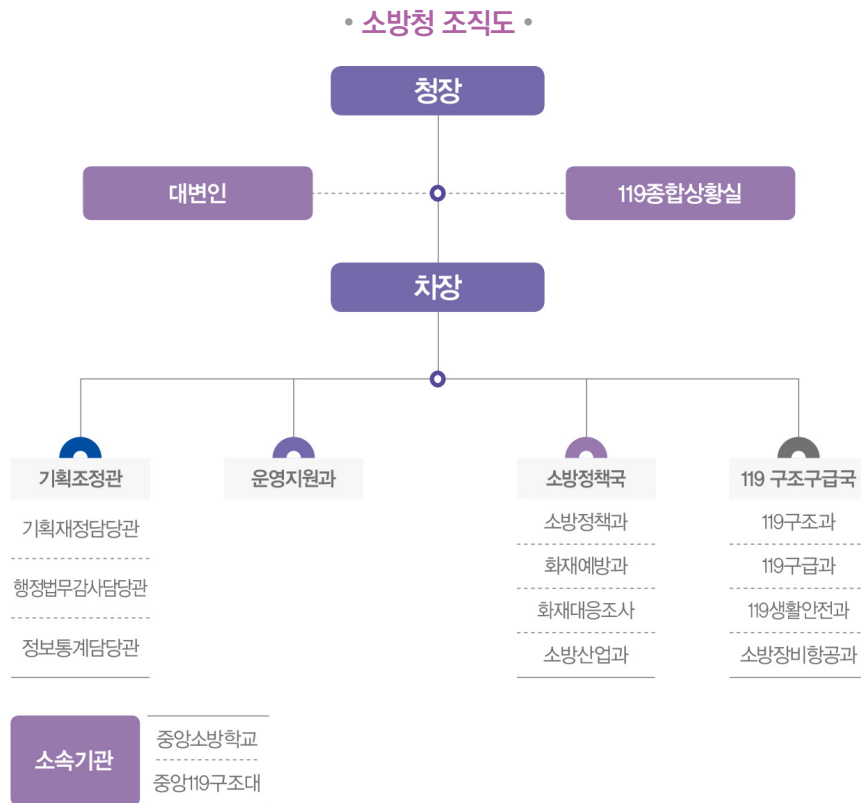 • 소방청 조직도 •
청장
대변인
119종합상황실
차장
기획조정관
기획재정담당관
행정법무감사담당관
정보통계담당관
운영지원과
소방정책국
소방정책과
화재예방과
화재대응조사
소방산업과
119 구조구급국
119구조과
119구급과
119생활안전과
소방장비항공과
소속기관
중앙소방학교
중앙119구조대